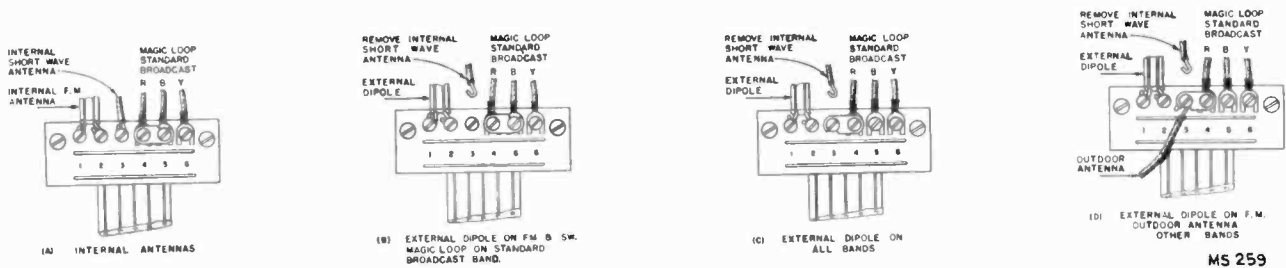 INTERNAL
SHORT WAVE
ANTENNA
INTERNAL F.M.
ANTENNA
MAGIC LOOP
STANDARD
BROADCAST
R B Y
1 2 3 4 5 6
(A) INTERNAL ANTENNAS
REMOVE INTERNAL
SHORT WAVE
ANTENNA
EXTERNAL
DIPOLE
MAGIC LOOP
STANDARD
BROADCAST
R B Y
1 2 3 4 5 6
(B) EXTERNAL DIPOLE ON FM & SW.
MAGIC LOOP ON STANDARD
BROADCAST BAND.
REMOVE INTERNAL
SHORT WAVE
ANTENNA
EXTERNAL
DIPOLE
MAGIC LOOP
STANDARD
BROADCAST
R B Y
1 2 3 4 5 6
(C) EXTERNAL DIPOLE ON
ALL BANDS
REMOVE INTERNAL
SHORT WAVE
ANTENNA
EXTERNAL
DIPOLE
MAGIC LOOP
STANDARD
BROADCAST
R B Y
1 2 3 4 5 6
OUTDOOR
ANTENNA
(D) EXTERNAL DIPOLE ON F.M.
OUTDOOR ANTENNA
OTHER BANDS
MS 259